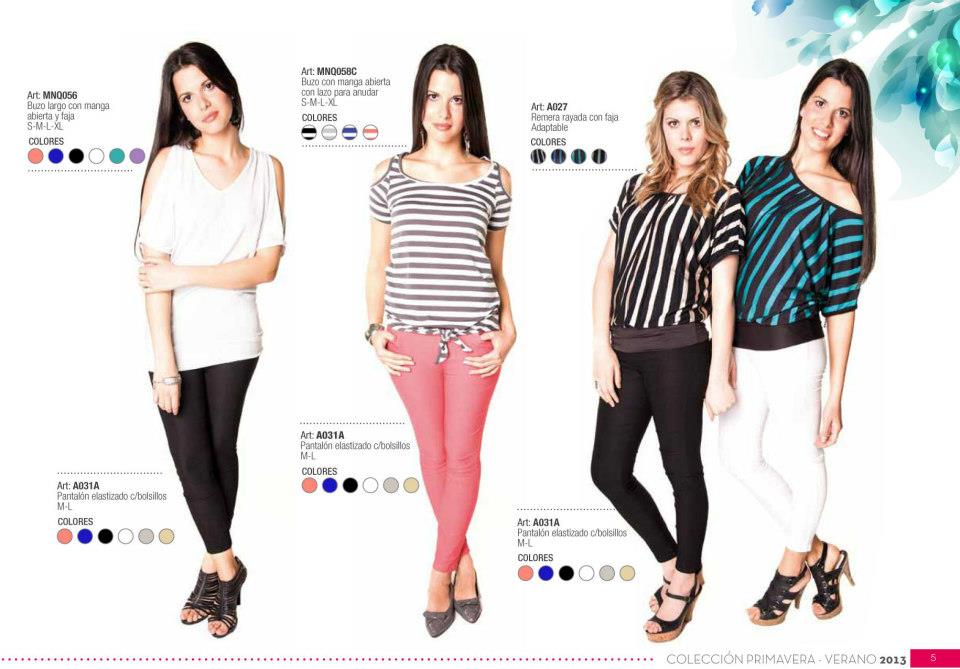 Art: MNQ056
Buzo largo con manga
abierta y faja
S-M-L-XL
COLORES
Art: MNQ058C
Buzo con manga abierta
con lazo para anudar
S-M-L-XL
COLORES
Art: A027
Remera rayada con faja
Adaptable
COLORES
Art: A031A
Pantalón elastizado c/bolsillos
M-L
COLORES
Art: A031A
Pantalón elastizado c/bolsillos
M-L
COLORES
Art: A031A
Pantalón elastizado c/bolsillos
M-L
COLORES
COLECCIÓN PRIMAVERA - VERANO 2013 5